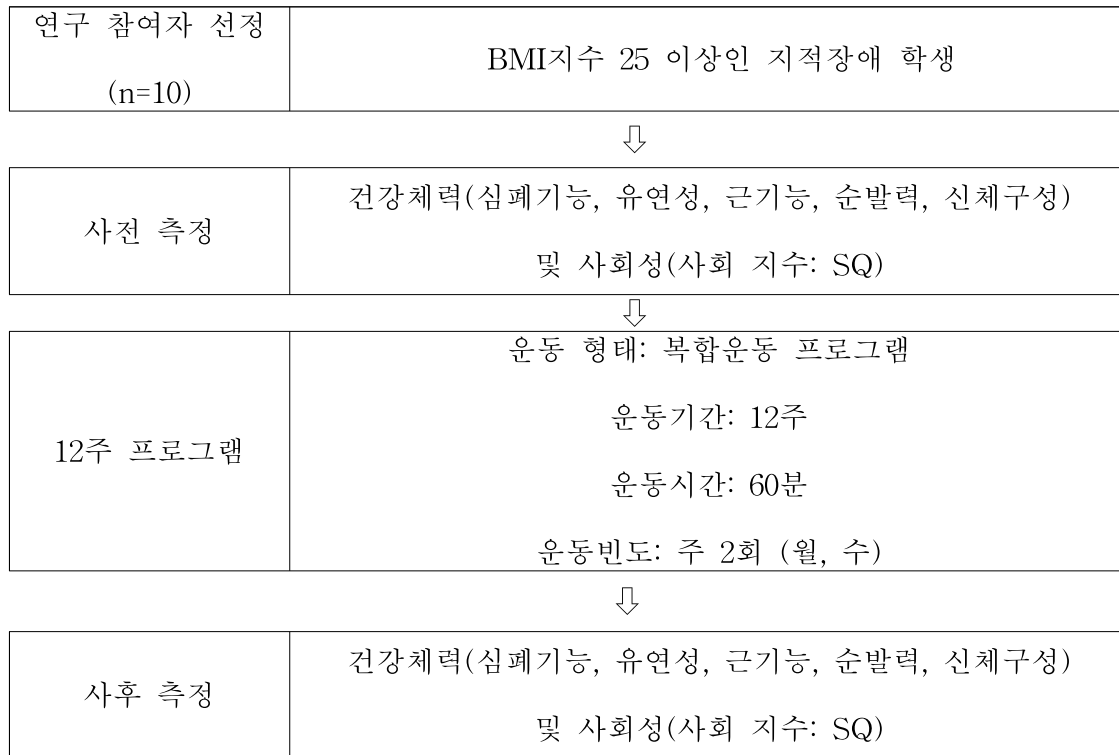 연구 참여자 선정
(n=10)
BMI지수 25 이상인 지적장애 학생
⇩
사전 측정
건강체력(심폐기능, 유연성, 근기능, 순발력, 신체구성)
및 사회성(사회 지수: SQ)
⇩
12주 프로그램
운동 형태: 복합운동 프로그램
운동기간: 12주
운동시간: 60분
운동빈도: 주 2회 (월, 수)
⇩
사후 측정
건강체력(심폐기능, 유연성, 근기능, 순발력, 신체구성)
및 사회성(사회 지수: SQ)